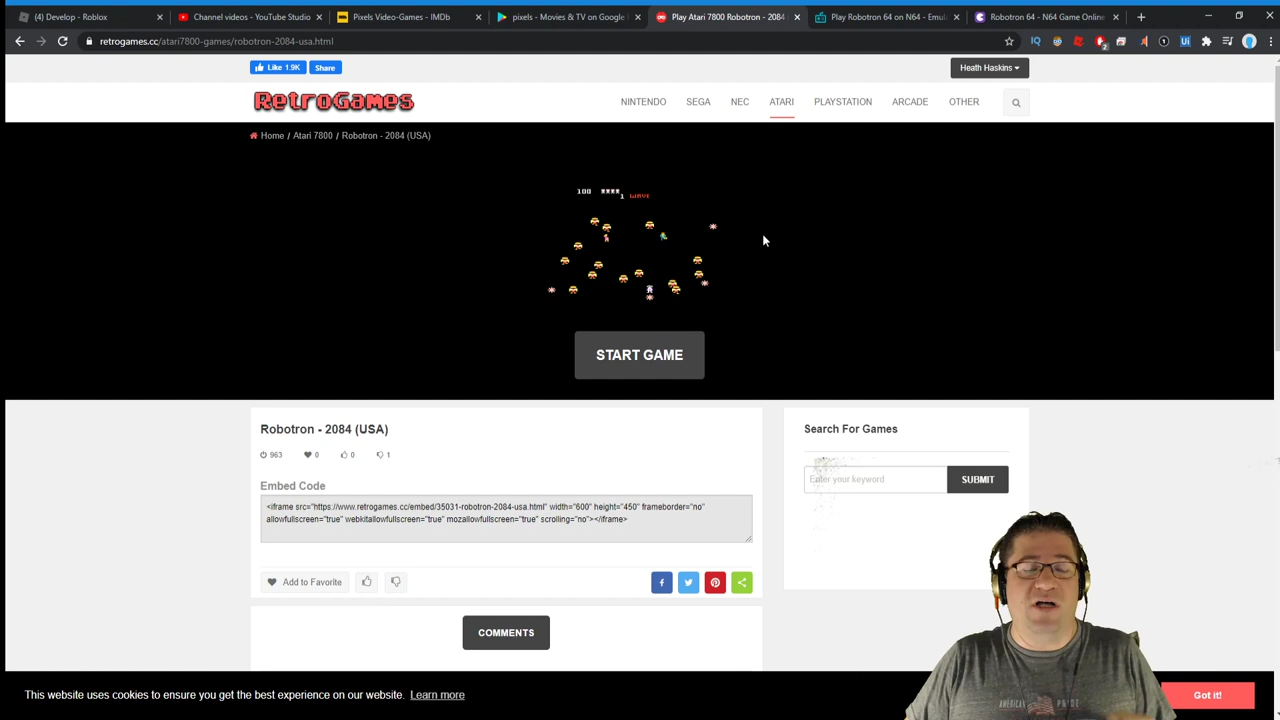 (4) Develop - Roblox
Channel videos - YouTube Studio
Pixels Video-Games - IMDb
pixels - Movies & TV on Google
Play Atari 7800 Robotron - 2084
Play Robotron 64 on N64 - Emul
Robotron 64 - N64 Game Online
retrogames.cc/atari7800-games/robotron-2084-usa.html
Like 1.9K
Share
Heath Haskins
RetroGames
NINTENDO
SEGA
NEC
ATARI
PLAYSTATION
ARCADE
OTHER
Home / Atari 7800 / Robotron - 2084 (USA)
100
1 WAVE
START GAME
Robotron - 2084 (USA)
963
0
0
1
Embed Code
<iframe src="https://www.retrogames.cc/embed/35031-robotron-2084-usa.html" width="600" height="450" frameborder="no"
allowfullscreen="true" webkitallowfullscreen="true" mozallowfullscreen="true" scrolling="no"></iframe>
Add to Favorite
COMMENTS
Search For Games
Enter your keyword
SUBMIT
AMERICAN
PRIDE
This website uses cookies to ensure you get the best experience on our website. Learn more
Got it!